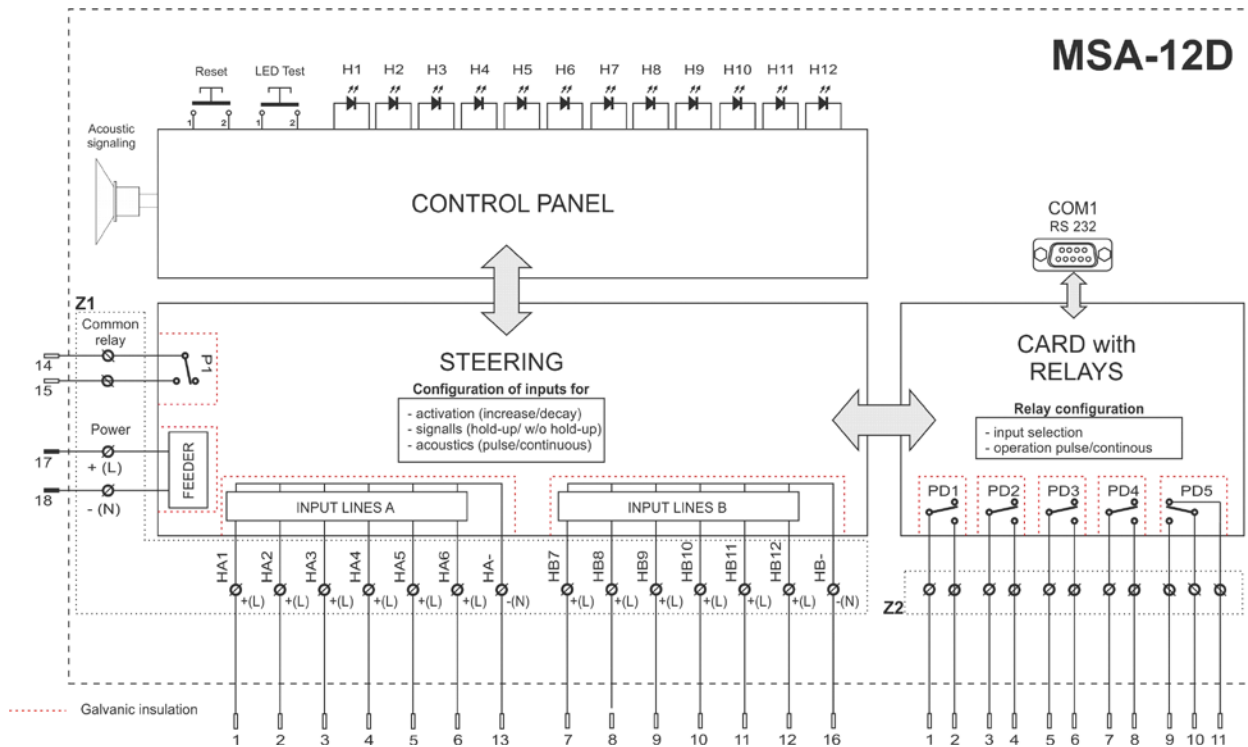 MSA-12D
Reset
LED Test
H1 H2 H3 H4 H5 H6 H7 H8 H9 H10 H11 H12
1 2
1 2
Acoustic
signaling
CONTROL PANEL
COM1
RS 232
Z1
Common
relay
P1
14
15
Power
+ (L)
- (N)
17
18
FEEDER
STEERING
Configuration of inputs for
- activation (increase/decay)
- signalls (hold-up/ w/o hold-up)
- acoustics (pulse/continuous)
CARD with
RELAYS
Relay configuration
- input selection
- operation pulse/continous
INPUT LINES A
INPUT LINES B
PD1 PD2 PD3 PD4 PD5
HA1 HA2 HA3 HA4 HA5 HA6 HA-
HB7 HB8 HB9 HB10 HB11 HB12 HB-
+(L) +(L) +(L) +(L) +(L) +(L) -(N)
+(L) +(L) +(L) +(L) +(L) +(L) -(N)
Z2
Galvanic insulation
1 2 3 4 5 6 13
7 8 9 10 11 12 16
1 2 3 4 5 6 7 8 9 10 11